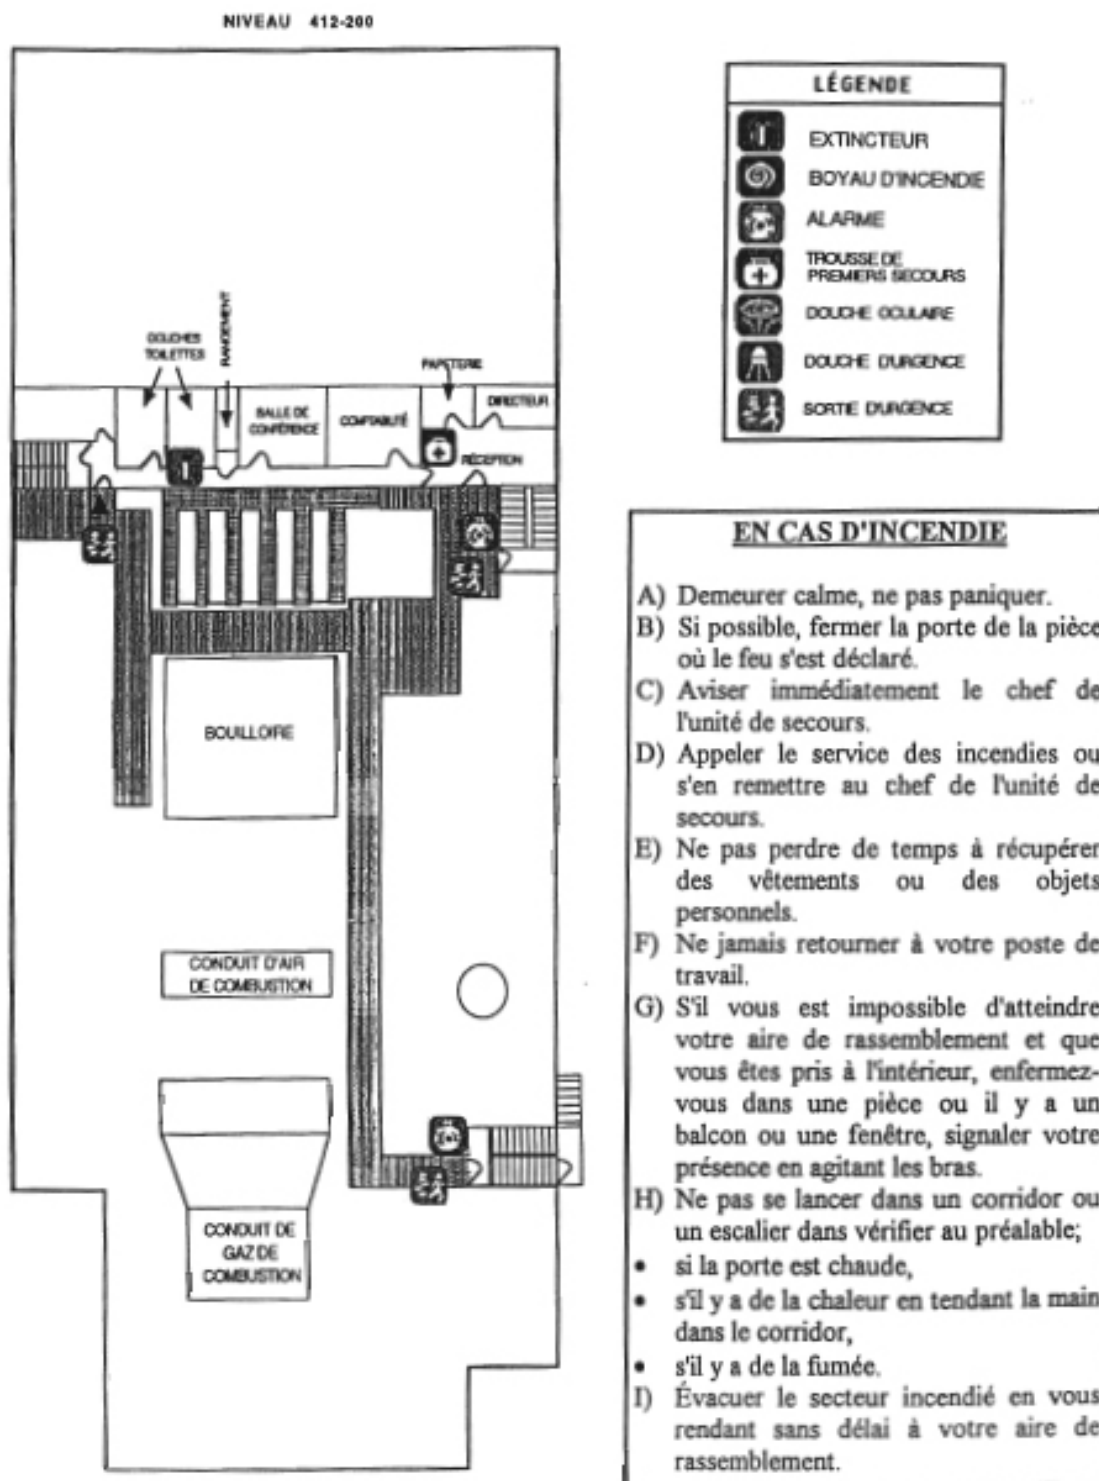 NIVEAU 412-200
DOUCHES
TOILETTES
RANGEMENT
PAPETERIE
SALLE DE
CONFÉRENCE
COMPTABILITÉ
DIRECTEUR
RÉCEPTION
BOUILLOIRE
CONDUIT D'AIR
DE COMBUSTION
CONDUIT DE
GAZ DE
COMBUSTION
LÉGENDE
EXTINCTEUR
BOYAU D'INCENDIE
ALARME
TROUSSE DE
PREMIERS SECOURS
DOUCHE OCULAIRE
DOUCHE D'URGENCE
SORTIE D'URGENCE
EN CAS D'INCENDIE
A) Demeurer calme, ne pas paniquer.
B) Si possible, fermer la porte de la pièce
où le feu s'est déclaré.
C) Aviser immédiatement le chef de
l'unité de secours.
D) Appeler le service des incendies ou
s'en remettre au chef de l'unité de
secours.
E) Ne pas perdre de temps à récupérer
des vêtements ou des objets
personnels.
F) Ne jamais retourner à votre poste de
travail.
G) S'il vous est impossible d'atteindre
votre aire de rassemblement et que
vous êtes pris à l'intérieur, enfermez-
vous dans une pièce ou il y a un
balcon ou une fenêtre, signaler votre
présence en agitant les bras.
H) Ne pas se lancer dans un corridor ou
un escalier dans vérifier au préalable;
• si la porte est chaude,
• s'il y a de la chaleur en tendant la main
dans le corridor,
• s'il y a de la fumée.
I) Évacuer le secteur incendié en vous
rendant sans délai à votre aire de
rassemblement.